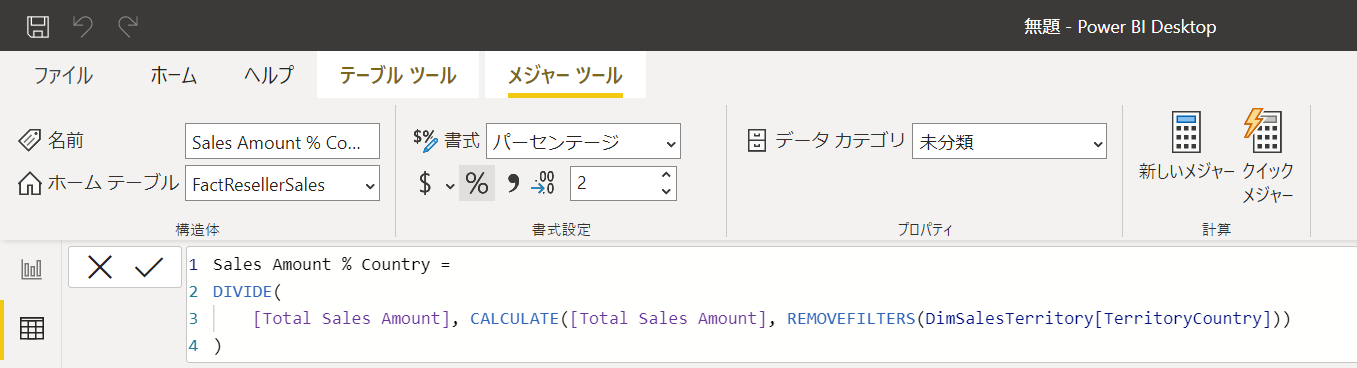 無題 - Power BI Desktop
ファイル ホーム ヘルプ テーブル ツール メジャー ツール
名前 Sales Amount % Co...
ホーム テーブル FactResellerSales
構造体
$% 書式 パーセンテージ
$ % 9 .00 →0 2
書式設定
データ カテゴリ 未分類
プロパティ
新しいメジャー クイック
メジャー
計算
1 Sales Amount % Country =
2 DIVIDE(
3 [Total Sales Amount], CALCULATE([Total Sales Amount], REMOVEFILTERS(DimSalesTerritory[TerritoryCountry]))
4 )